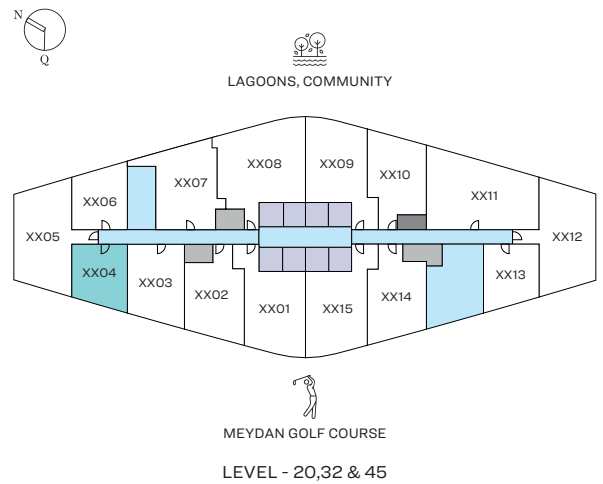 N
Q
LAGOONS, COMMUNITY
XX08
XX09
XX10
XX07
XX11
XX06
XX05
XX12
XX04
XX03
XX13
XX02
XX14
XX01
XX15
MEYDAN GOLF COURSE
LEVEL - 20,32 & 45